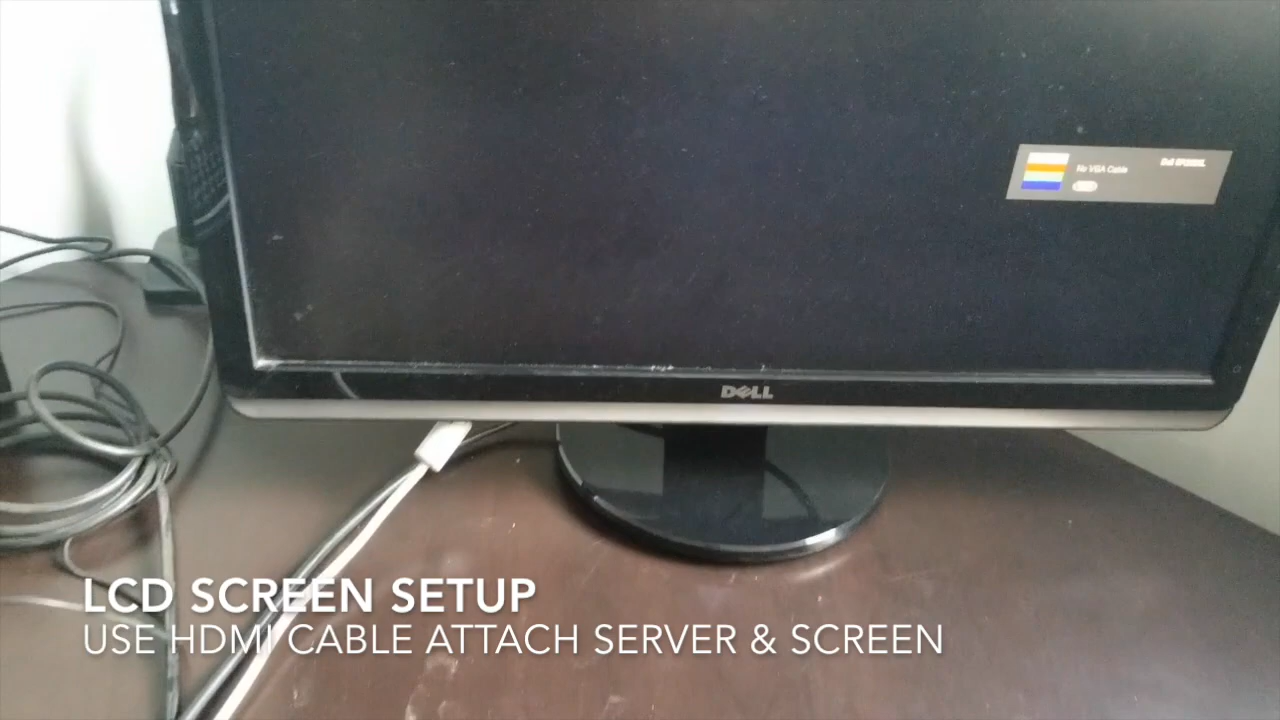 No VGA Cable
DELL
LCD SCREEN SETUP
USE HDMI CABLE ATTACH SERVER & SCREEN